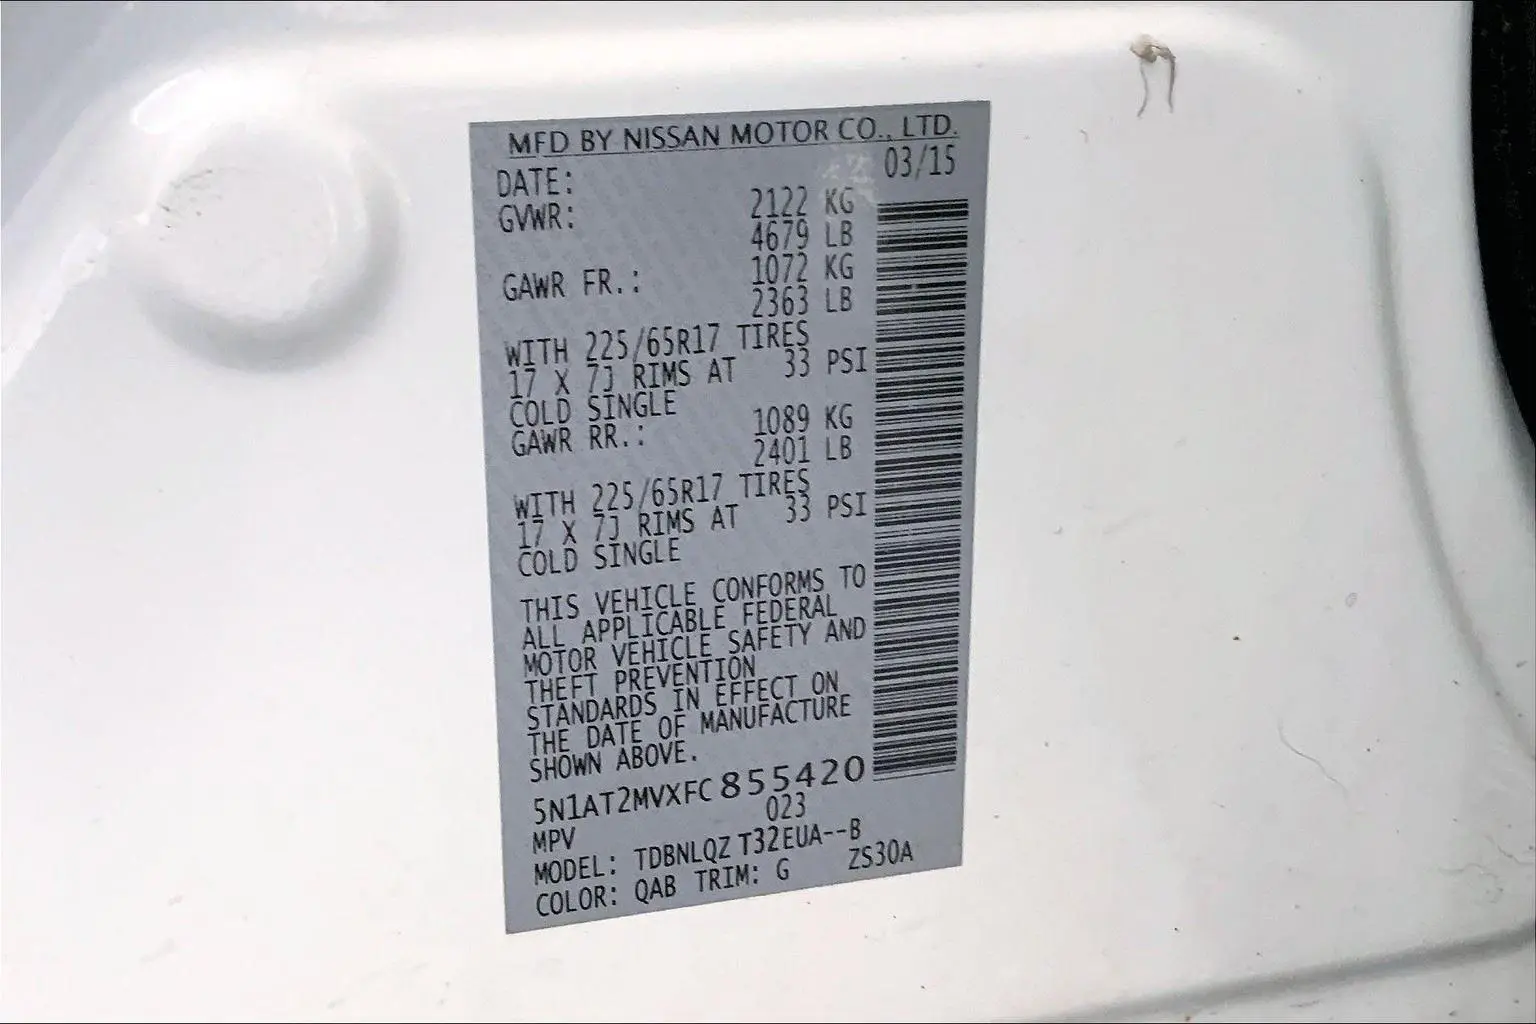 MFD BY NISSAN MOTOR CO., LTD.
DATE: 03/15
GVWR: 2122 KG
4679 LB
GAWR FR.: 1072 KG
2363 LB
WITH 225/65R17 TIRES
17 X 7J RIMS AT 33 PSI
COLD SINGLE
GAWR RR.: 1089 KG
2401 LB
WITH 225/65R17 TIRES
17 X 7J RIMS AT 33 PSI
COLD SINGLE
THIS VEHICLE CONFORMS TO
ALL APPLICABLE FEDERAL
MOTOR VEHICLE SAFETY AND
THEFT PREVENTION
STANDARDS IN EFFECT ON
THE DATE OF MANUFACTURE
SHOWN ABOVE.
5N1AT2MVXFC855420
MPV 023
MODEL: TDBNLQZ T32EUA--B
COLOR: QAB TRIM: G ZS30A